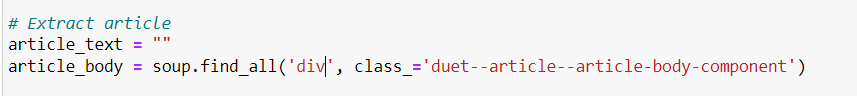 # Extract article
article_text = ""
article_body = soup.find_all('div', class_='duet--article--article-body-component')